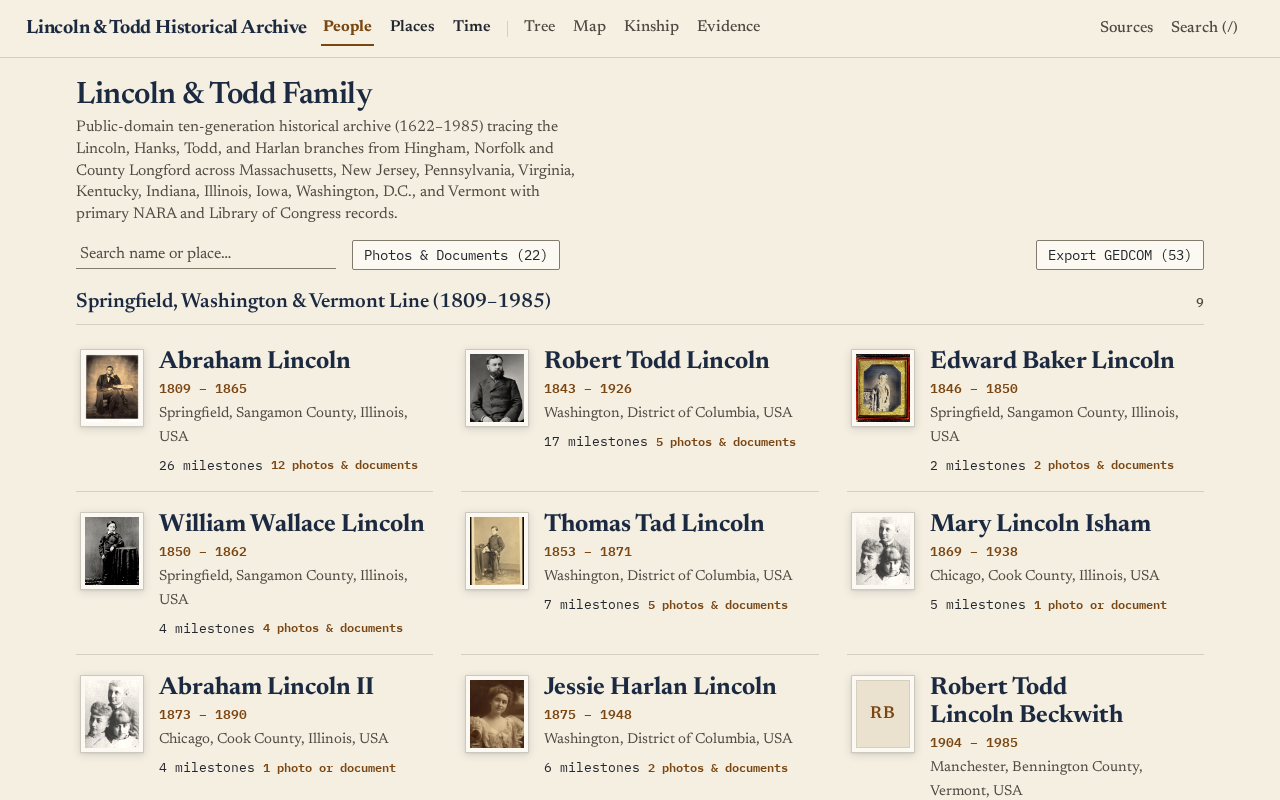 Lincoln & Todd Historical Archive People Places Time Tree Map Kinship Evidence Sources Search (/)
Lincoln & Todd Family
Public-domain ten-generation historical archive (1622–1985) tracing the
Lincoln, Hanks, Todd, and Harlan branches from Hingham, Norfolk and
County Longford across Massachusetts, New Jersey, Pennsylvania, Virginia,
Kentucky, Indiana, Illinois, Iowa, Washington, D.C., and Vermont with
primary NARA and Library of Congress records.
Search name or place... Photos & Documents (22) Export GEDCOM (53)
Springfield, Washington & Vermont Line (1809–1985) 9
Abraham Lincoln
1809 – 1865
Springfield, Sangamon County, Illinois,
USA
26 milestones 12 photos & documents
Robert Todd Lincoln
1843 – 1926
Washington, District of Columbia, USA
17 milestones 5 photos & documents
Edward Baker Lincoln
1846 – 1850
Springfield, Sangamon County, Illinois,
USA
2 milestones 2 photos & documents
William Wallace Lincoln
1850 – 1862
Springfield, Sangamon County, Illinois,
USA
4 milestones 4 photos & documents
Thomas Tad Lincoln
1853 – 1871
Washington, District of Columbia, USA
7 milestones 5 photos & documents
Mary Lincoln Isham
1869 – 1938
Chicago, Cook County, Illinois, USA
5 milestones 1 photo or document
Abraham Lincoln II
1873 – 1890
Chicago, Cook County, Illinois, USA
4 milestones 1 photo or document
Jessie Harlan Lincoln
1875 – 1948
Washington, District of Columbia, USA
6 milestones 2 photos & documents
RB
Robert Todd
Lincoln Beckwith
1904 – 1985
Manchester, Bennington County,
Vermont, USA